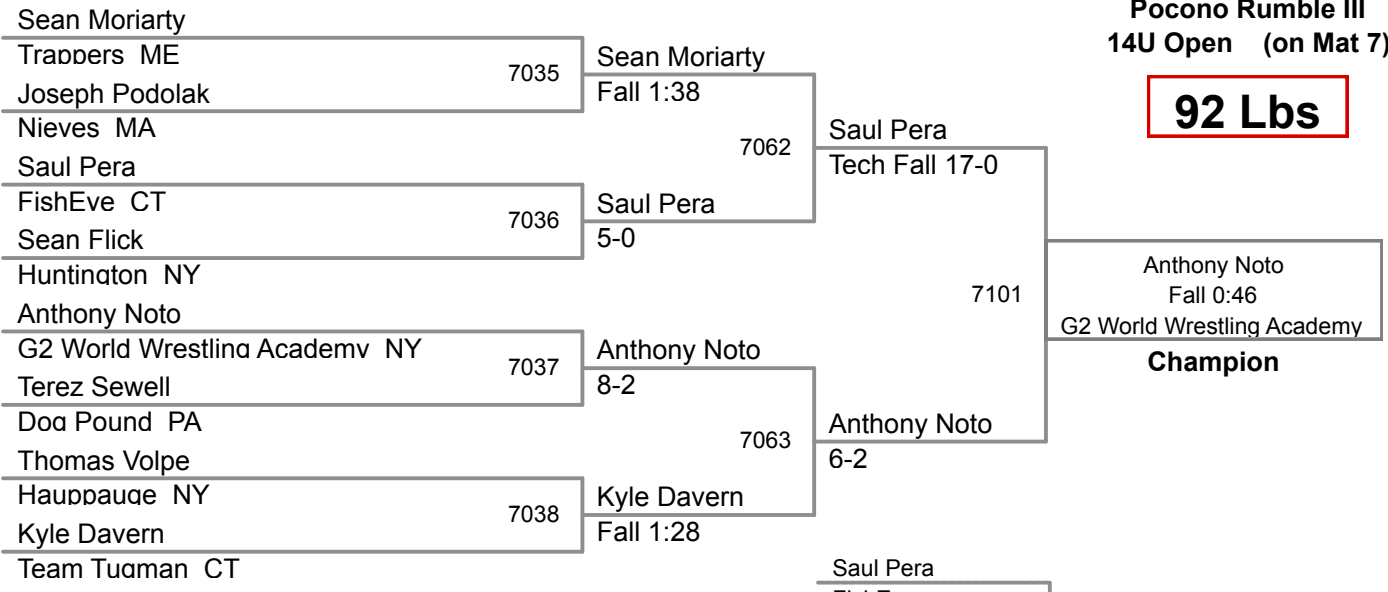 Pocono Rumble III
14U Open (on Mat 7)
92 Lbs
Sean Moriarty
Trappers ME
Joseph Podolak
Nieves MA
Saul Pera
FishEye CT
Sean Flick
Huntington NY
Anthony Noto
G2 World Wrestling Academy NY
Terez Sewell
Dog Pound PA
Thomas Volpe
Hauppauge NY
Kyle Davern
Team Tugman CT
7035
7036
7037
7038
Sean Moriarty
Fall 1:38
Saul Pera
5-0
Anthony Noto
8-2
Kyle Davern
Fall 1:28
7062
7063
Saul Pera
Tech Fall 17-0
Anthony Noto
6-2
7101
Anthony Noto
Fall 0:46
G2 World Wrestling Academy
Champion
Saul Pera